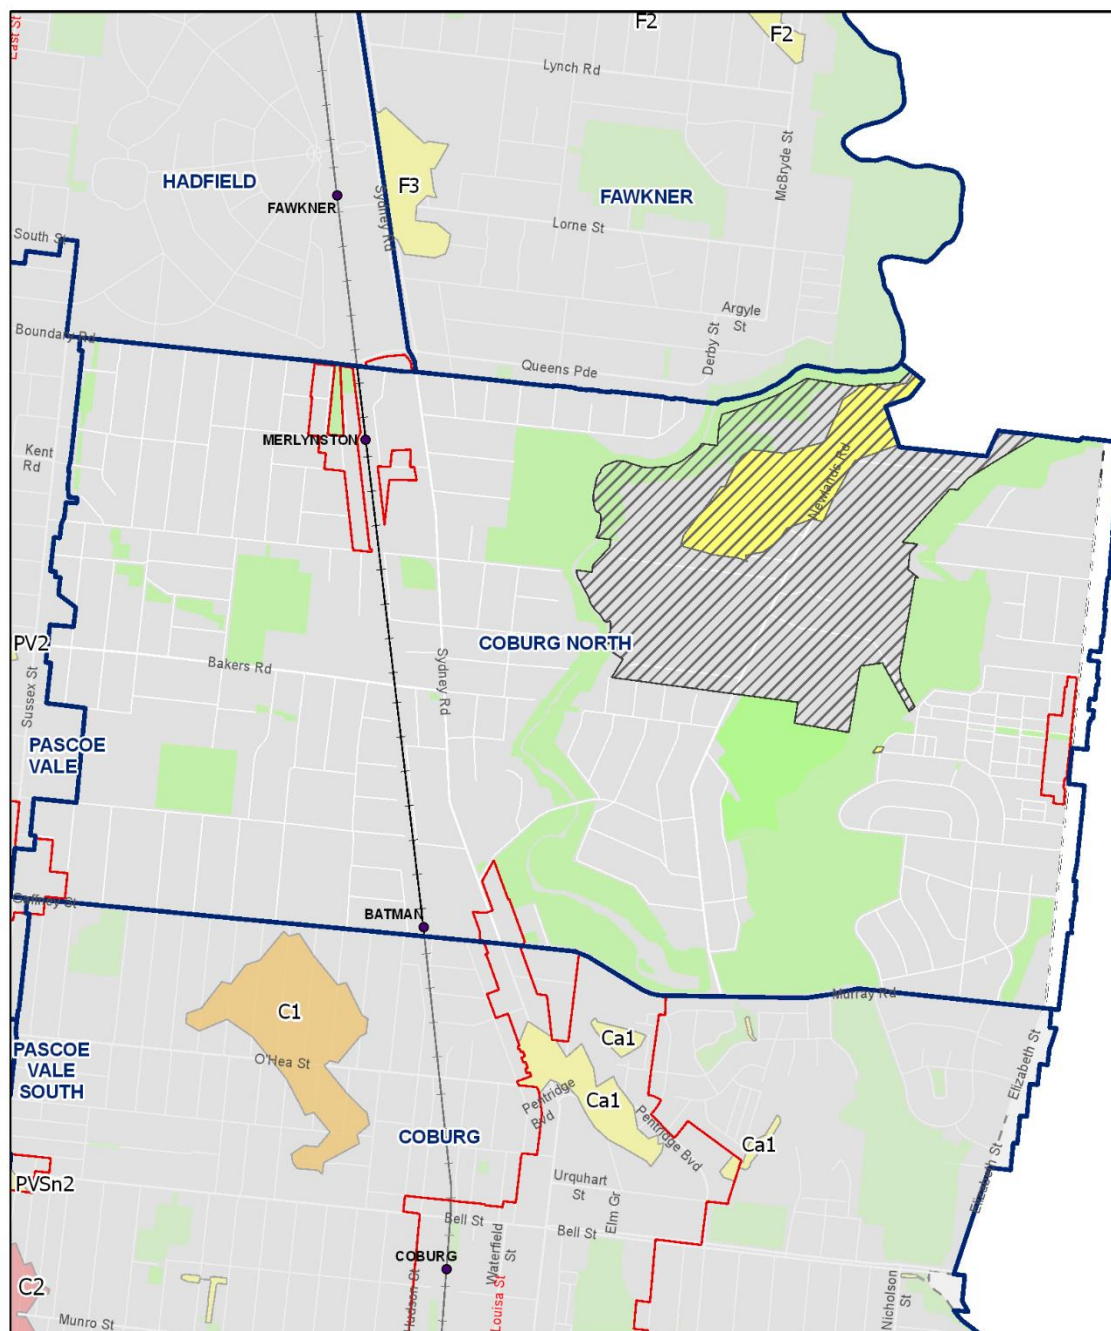 F2
F2
East St
Lynch Rd
McBryde St
HADFIELD
F3
FAWKNER
FAWKNER
Sydney Rd
Lorne St
South St
Argyle
St
Boundary Rd
Derby St
Queens Pde
MERLYNSTON
Kent
Rd
Newlands Rd
PV2
COBURG NORTH
Bakers Rd
Sydney Rd
Sussex St
PASCOE
VALE
Gaffney St
BATMAN
Murray Rd
C1
Ca1
PASCOE
VALE
SOUTH
O'Hea St
Elizabeth St
Pentridge
Bvd
Ca1
Pentridge Bvd
COBURG
Ca1
Elizabeth St
PVSn2
Urquhart
St
Elm Gr
Bell St
Bell St
Waterfield
St
COBURG
Hudson St
Louisa St
C2
Nicholson
St
Munro St